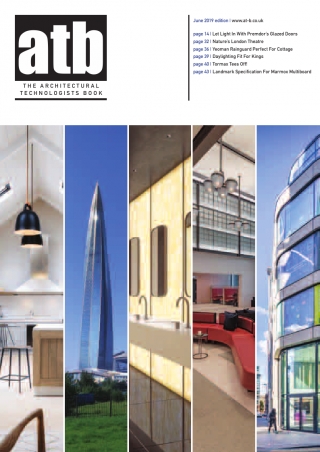 atb
THE ARCHITECTURAL
TECHNOLOGISTS BOOK
June 2019 edition | www.at-b.co.uk
page 14 | Let Light In With Premdor's Glazed Doors
page 32 | Nature's London Theatre
page 36 | Yeoman Rainguard Perfect For Cottage
page 39 | Daylighting Fit For Kings
page 40 | Tormax Tees Off
page 43 | Landmark Specification For Marmox Multiboard